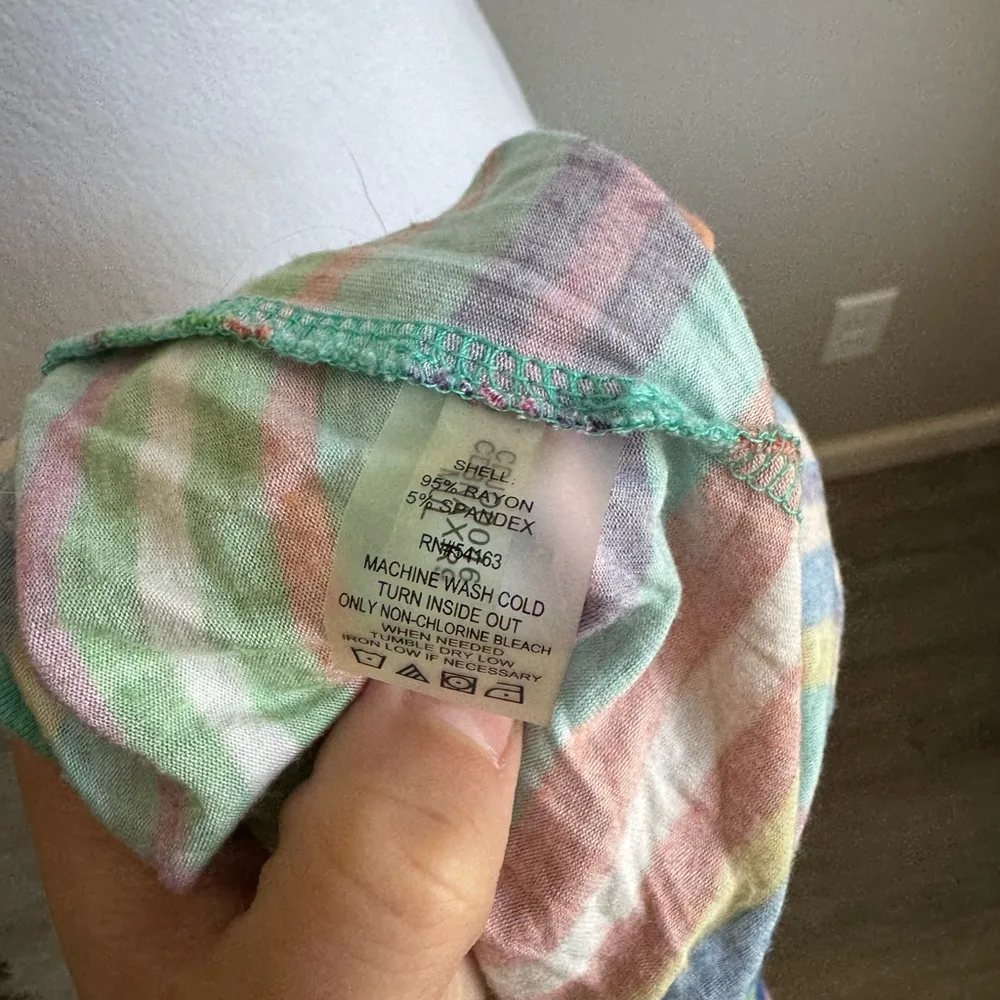 SHELL:
95% RAYON
5% SPANDEX
RN#54163
MACHINE WASH COLD
TURN INSIDE OUT
ONLY NON-CHLORINE BLEACH
WHEN NEEDED
TUMBLE DRY LOW
IRON LOW IF NECESSARY